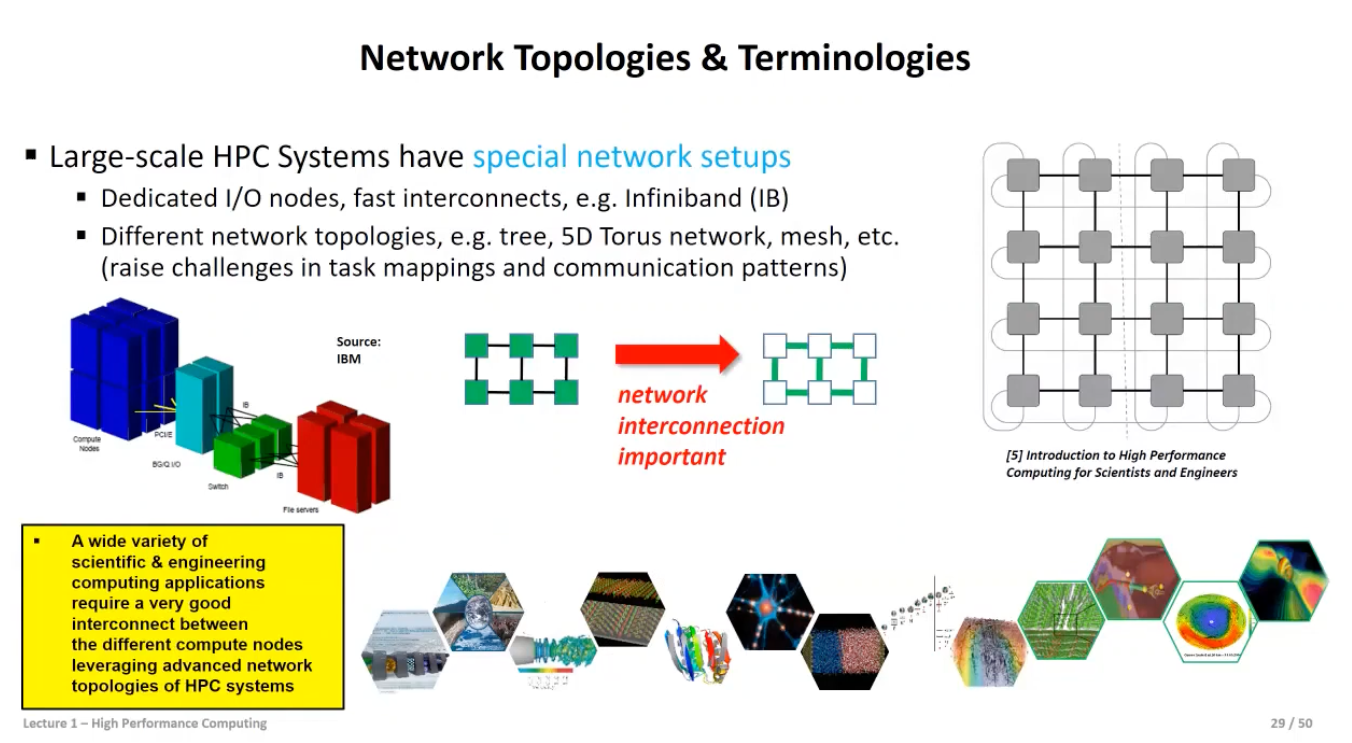 Network Topologies & Terminologies
▪ Large-scale HPC Systems have special network setups
▪ Dedicated I/O nodes, fast interconnects, e.g. Infiniband (IB)
▪ Different network topologies, e.g. tree, 5D Torus network, mesh, etc.
(raise challenges in task mappings and communication patterns)
Source:
IBM
Compute
Nodes
PCI/E
IB
BG/Q I/O
Switch
IB
File servers
network
interconnection
important
[5] Introduction to High Performance
Computing for Scientists and Engineers
▪ A wide variety of
scientific & engineering
computing applications
require a very good
interconnect between
the different compute nodes
leveraging advanced network
topologies of HPC systems
Lecture 1 – High Performance Computing
29 / 50